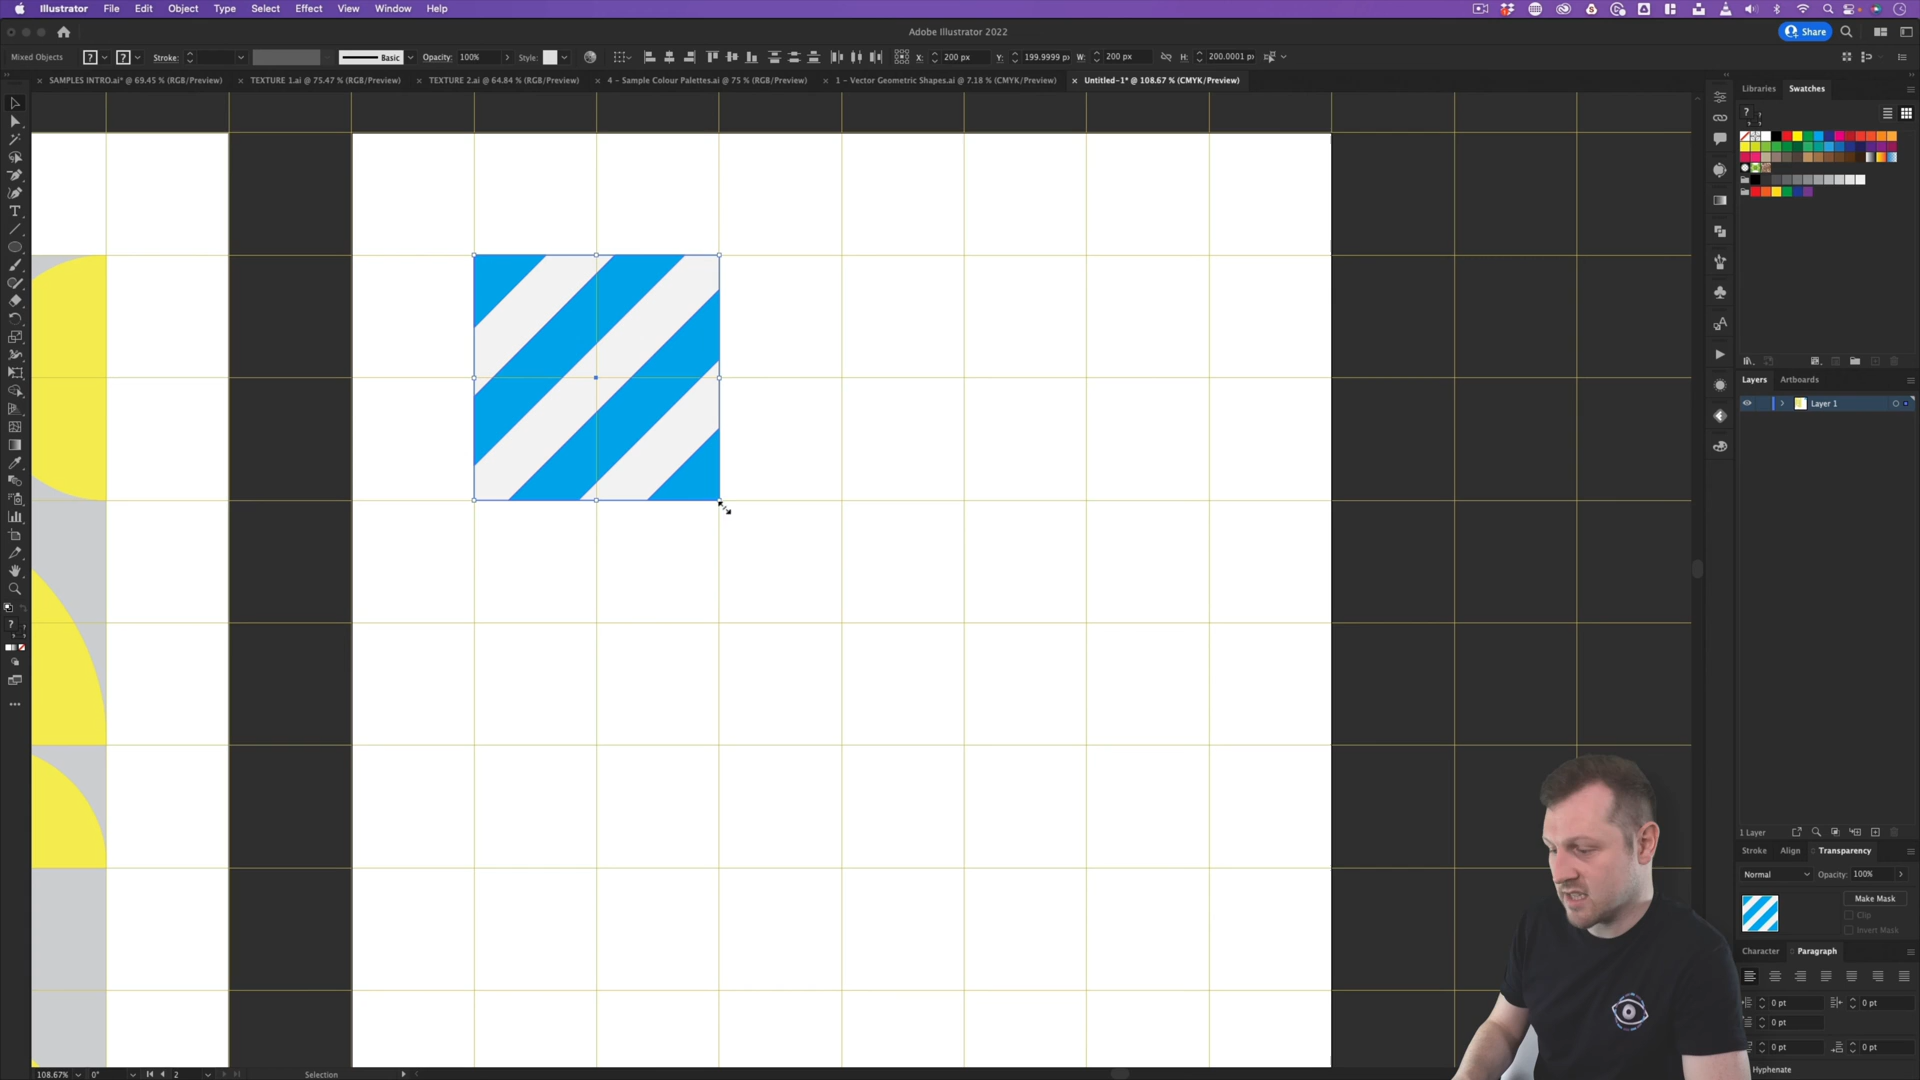 Illustrator File Edit Object Type Select Effect View Window Help
Adobe Illustrator 2022
Share
Mixed Objects ? ? Stroke: Basic Opacity: 100% Style: X: 200 px Y: 199.9999 p W: 200 px H: 200.0001 p
× SAMPLES INTRO.ai* @ 69.45 % (RGB/Preview) × TEXTURE 1.ai @ 75.47 % (RGB/Preview) × TEXTURE 2.ai @ 64.84 % (RGB/Preview) × 4 – Sample Colour Palettes.ai @ 75 % (RGB/Preview) × 1 – Vector Geometric Shapes.ai @ 7.18 % (CMYK/Preview) × Untitled-1* @ 108.67 % (CMYK/Preview)
Libraries Swatches
?
Layers Artboards
Layer 1
?
1 Layer
Stroke Align Transparency
Normal Opacity: 100%
Make Mask
Clip
Invert Mask
Character Paragraph
0 pt 0 pt
0 pt
0 pt 0 pt
Hyphenate
108.67% 0° 2 Selection